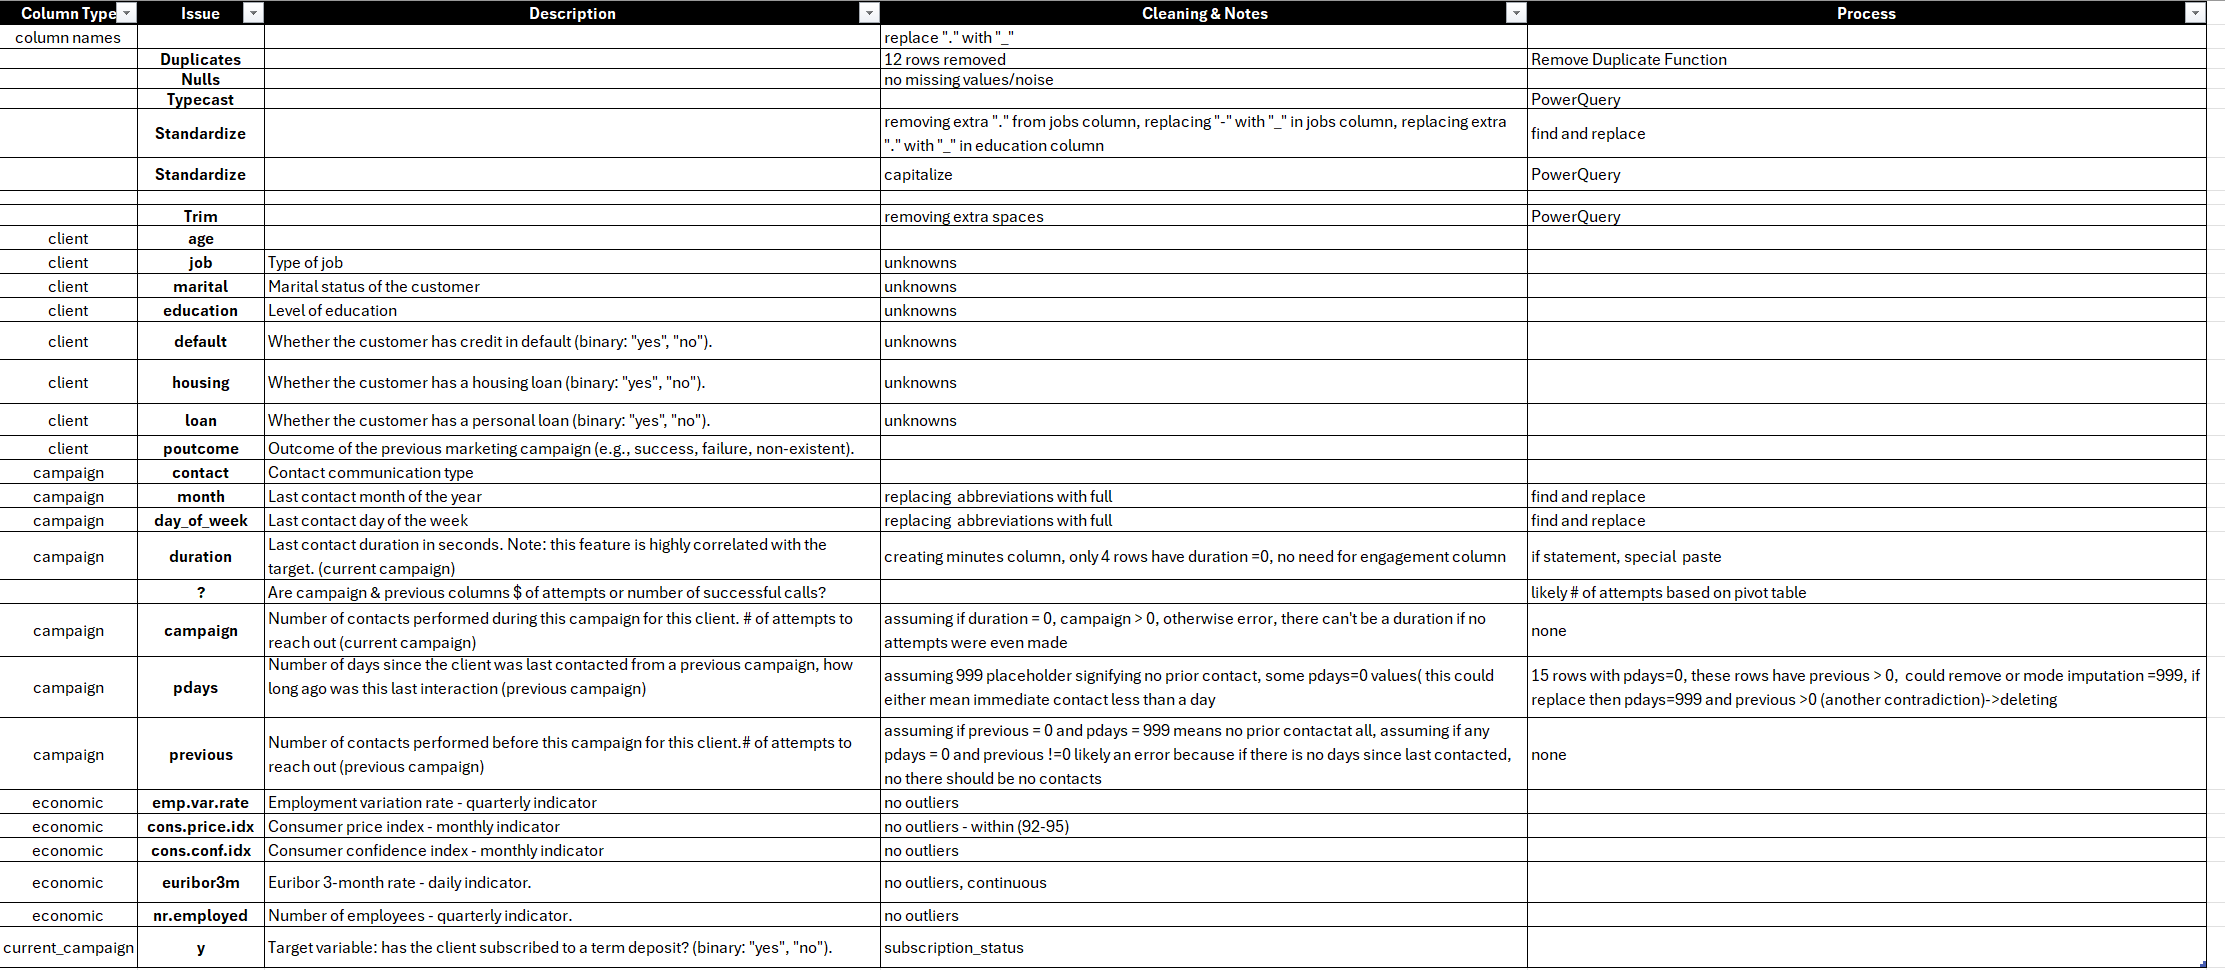 Column Type Issue Description Cleaning & Notes Process
column names replace "." with "_"
Duplicates 12 rows removed Remove Duplicate Function
Nulls no missing values/noise
Typecast PowerQuery
Standardize removing extra "." from jobs column, replacing "-" with "_" in jobs column, replacing extra
"." with "_" in education column find and replace
Standardize capitalize PowerQuery
Trim removing extra spaces PowerQuery
client age
client job Type of job unknowns
client marital Marital status of the customer unknowns
client education Level of education unknowns
client default Whether the customer has credit in default (binary: "yes", "no"). unknowns
client housing Whether the customer has a housing loan (binary: "yes", "no"). unknowns
client loan Whether the customer has a personal loan (binary: "yes", "no"). unknowns
client poutcome Outcome of the previous marketing campaign (e.g., success, failure, non-existent).
campaign contact Contact communication type
campaign month Last contact month of the year replacing abbreviations with full find and replace
campaign day_of_week Last contact day of the week replacing abbreviations with full find and replace
campaign duration Last contact duration in seconds. Note: this feature is highly correlated with the
target. (current campaign) creating minutes column, only 4 rows have duration =0, no need for engagement column if statement, special paste
? Are campaign & previous columns $ of attempts or number of successful calls? likely # of attempts based on pivot table
campaign campaign Number of contacts performed during this campaign for this client. # of attempts to
reach out (current campaign) assuming if duration = 0, campaign > 0, otherwise error, there can't be a duration if no
attempts were even made none
campaign pdays Number of days since the client was last contacted from a previous campaign, how
long ago was this last interaction (previous campaign) assuming 999 placeholder signifying no prior contact, some pdays=0 values( this could
either mean immediate contact less than a day 15 rows with pdays=0, these rows have previous > 0, could remove or mode imputation =999, if
replace then pdays=999 and previous >0 (another contradiction)->deleting
campaign previous Number of contacts performed before this campaign for this client.# of attempts to
reach out (previous campaign) assuming if previous = 0 and pdays = 999 means no prior contactat all, assuming if any
pdays = 0 and previous !=0 likely an error because if there is no days since last contacted,
no there should be no contacts none
economic emp.var.rate Employment variation rate - quarterly indicator no outliers
economic cons.price.idx Consumer price index - monthly indicator no outliers - within (92-95)
economic cons.conf.idx Consumer confidence index - monthly indicator no outliers
economic euribor3m Euribor 3-month rate - daily indicator. no outliers, continuous
economic nr.employed Number of employees - quarterly indicator. no outliers
current_campaign y Target variable: has the client subscribed to a term deposit? (binary: "yes", "no"). subscription_status